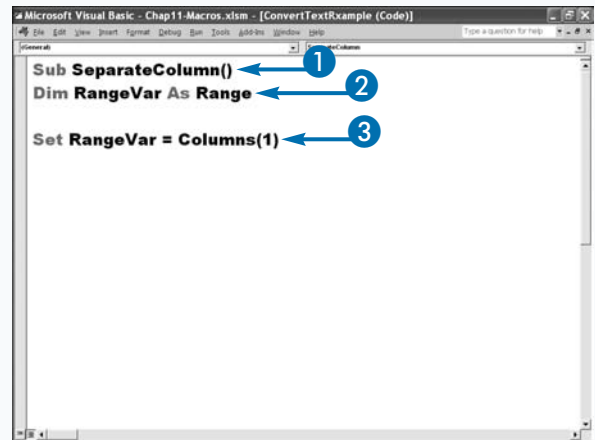 Microsoft Visual Basic - Chap11-Macros.xlsm - [ConvertTextRxample (Code)]
File Edit View Insert Format Debug Run Tools Add-Ins Window Help Type a question for help
(General) SeparateColumn
Sub SeparateColumn() 1
Dim RangeVar As Range 2
Set RangeVar = Columns(1) 3